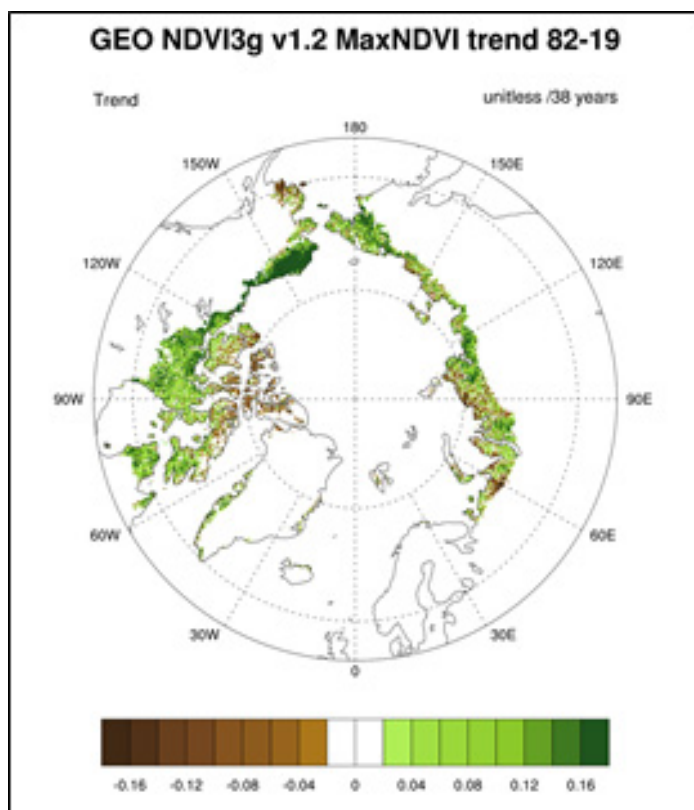 GEO NDVI3g v1.2 MaxNDVI trend 82-19
Trend
unitless /38 years
180
150W
150E
120W
120E
90W
90E
60W
60E
30W
30E
0
-0.16 -0.12 -0.08 -0.04 0 0.04 0.08 0.12 0.16